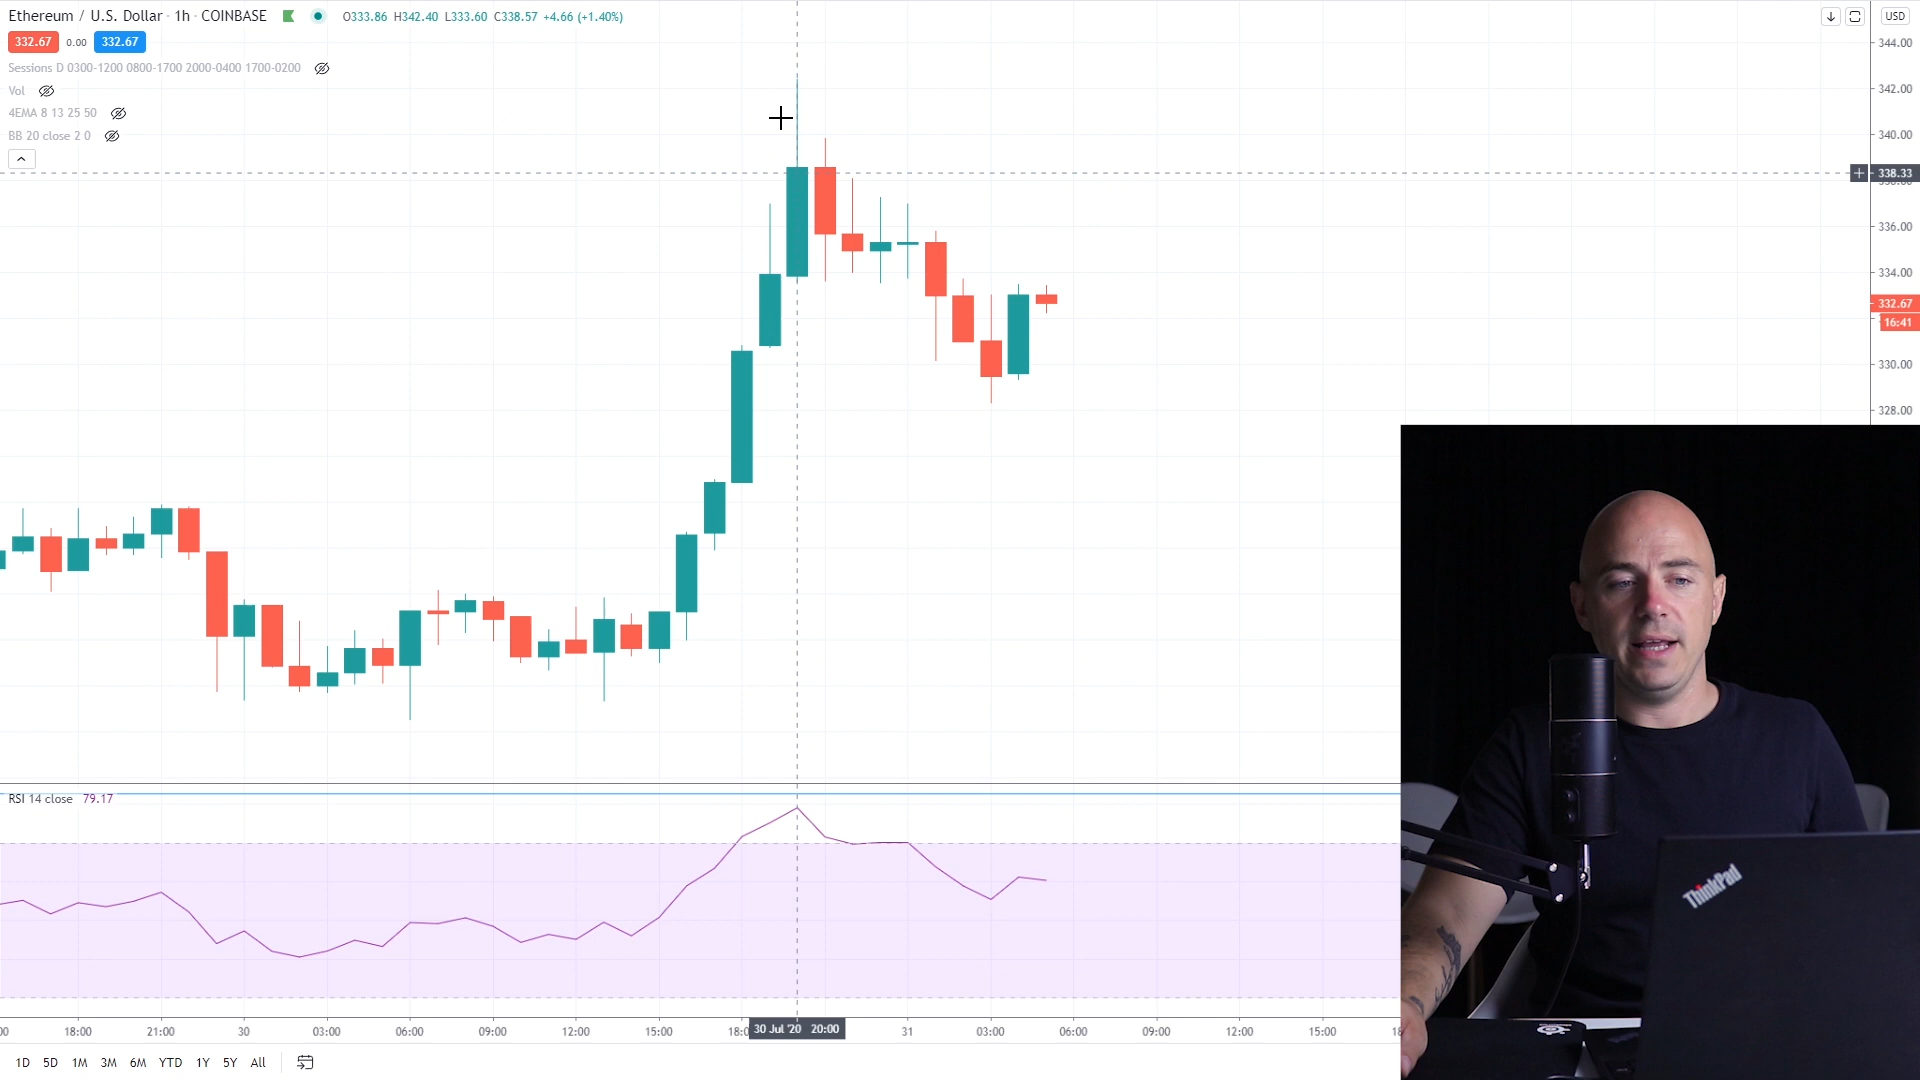 Ethereum / U.S. Dollar · 1h · COINBASE O333.86 H342.40 L333.60 C338.57 +4.66 (+1.40%)
USD
332.67 0.00 332.67
344.00
Sessions D 0300-1200 0800-1700 2000-0400 1700-0200
Vol
342.00
4EMA 8 13 25 50
BB 20 close 2 0
340.00
338.33
336.00
334.00
332.67
16:41
330.00
328.00
RSI 14 close 79.17
ThinkPad
18:00 21:00 30 03:00 06:00 09:00 12:00 15:00 30 Jul '20 20:00 31 03:00 06:00 09:00 12:00 15:00
1D 5D 1M 3M 6M YTD 1Y 5Y All